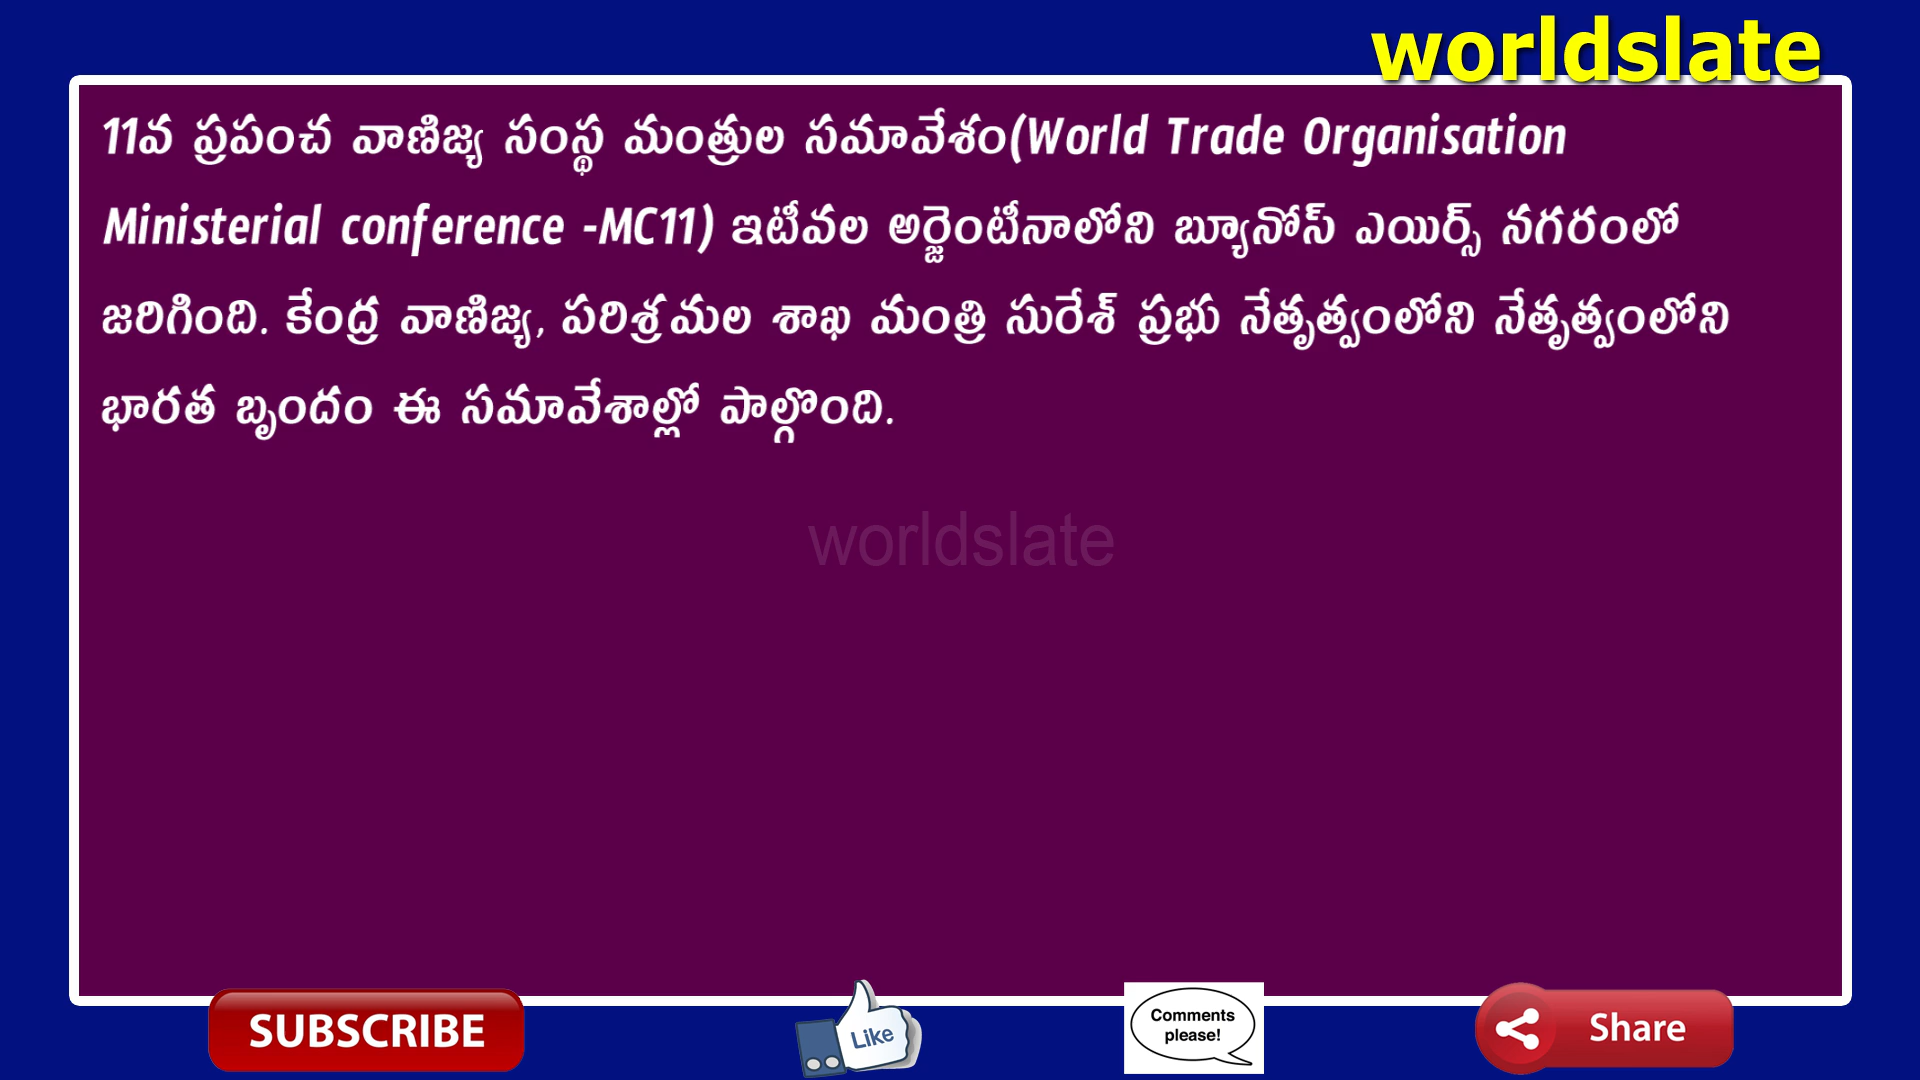 worldslate
11వ ప్రపంచ వాణిజ్య సంస్థ మంత్రుల సమావేశం(World Trade Organisation
Ministerial conference -MC11) ఇటీవల అర్జెంటీనాలోని బ్యూనోస్ ఎయిర్స్ నగరంలో
జరిగింది. కేంద్ర వాణిజ్య, పరిశ్రమల శాఖ మంత్రి సురేశ్ ప్రభు నేతృత్వంలోని నేతృత్వంలోని
భారత బృందం ఈ సమావేశాల్లో పాల్గొంది.
worldslate
SUBSCRIBE
Like
Comments
please!
Share